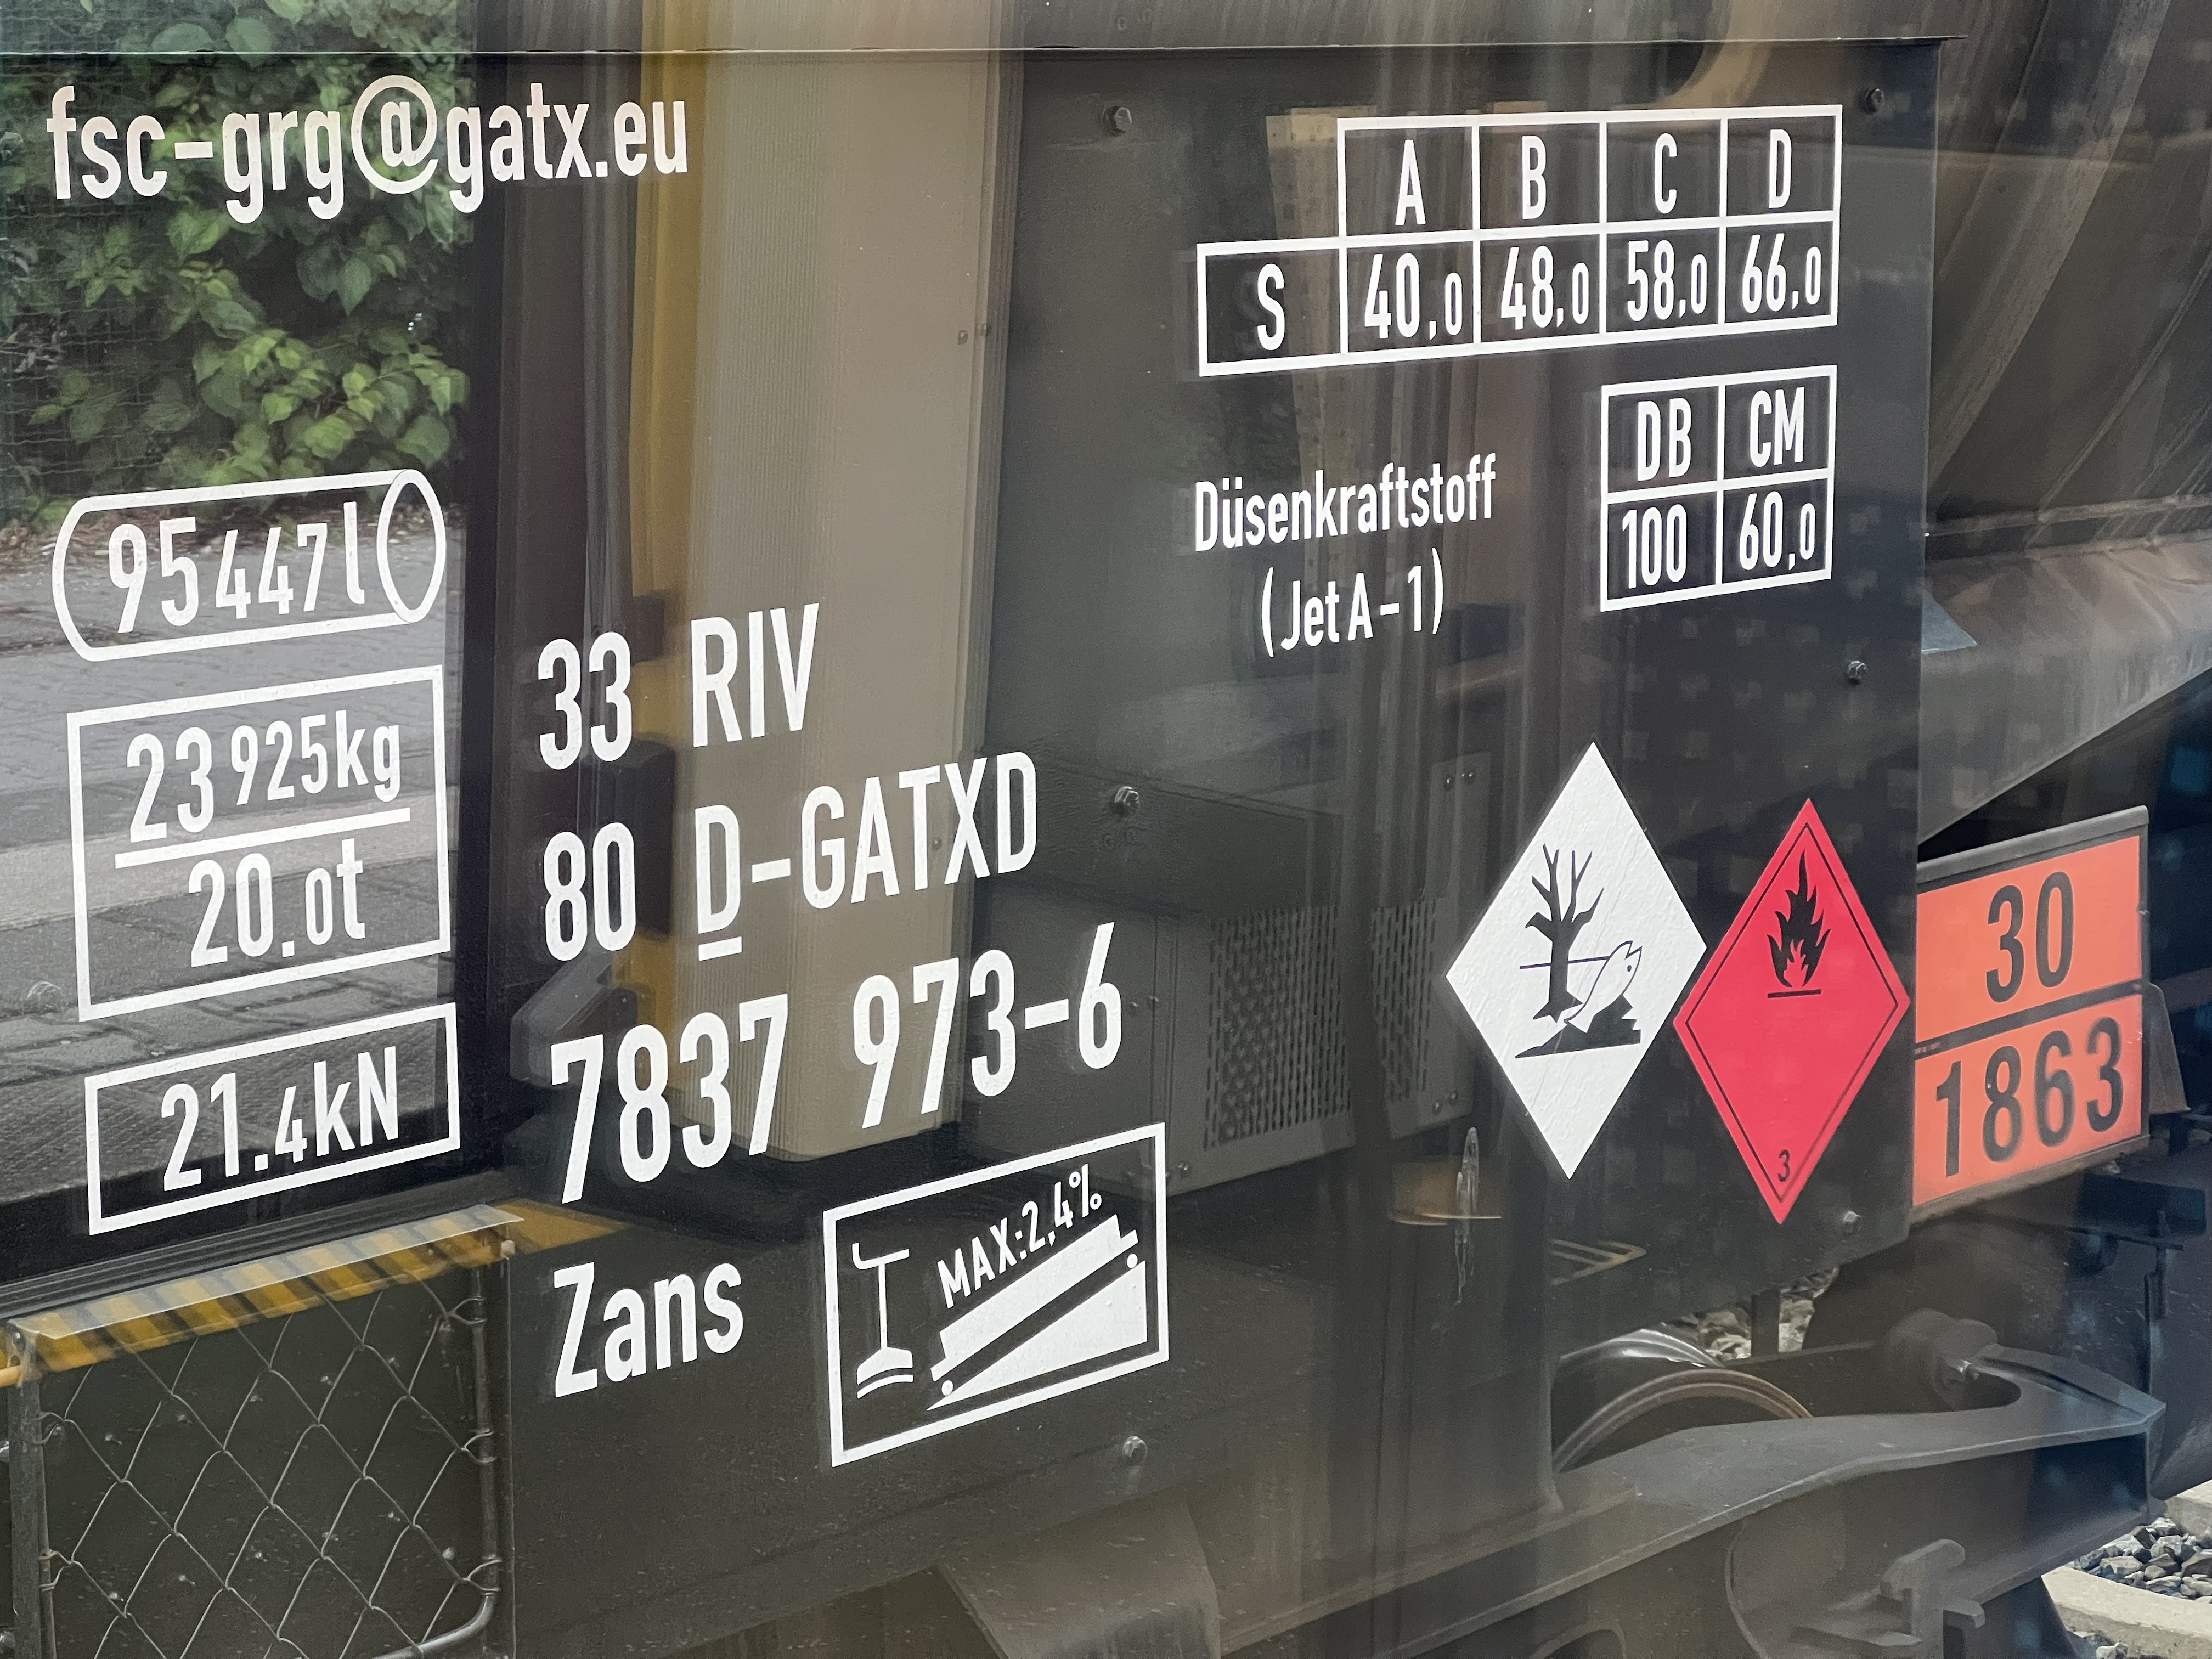 fsc-grg@gatx.eu
95 447 l
23 925kg
20.0t
21.4kN
33 RIV
80 D-GATXD
7837 973-6
Zans
MAX:2,4%
A B C D
S 40,0 48,0 58,0 66,0
DB CM
100 60,0
Düsenkraftstoff
(Jet A-1)
3
30
1863